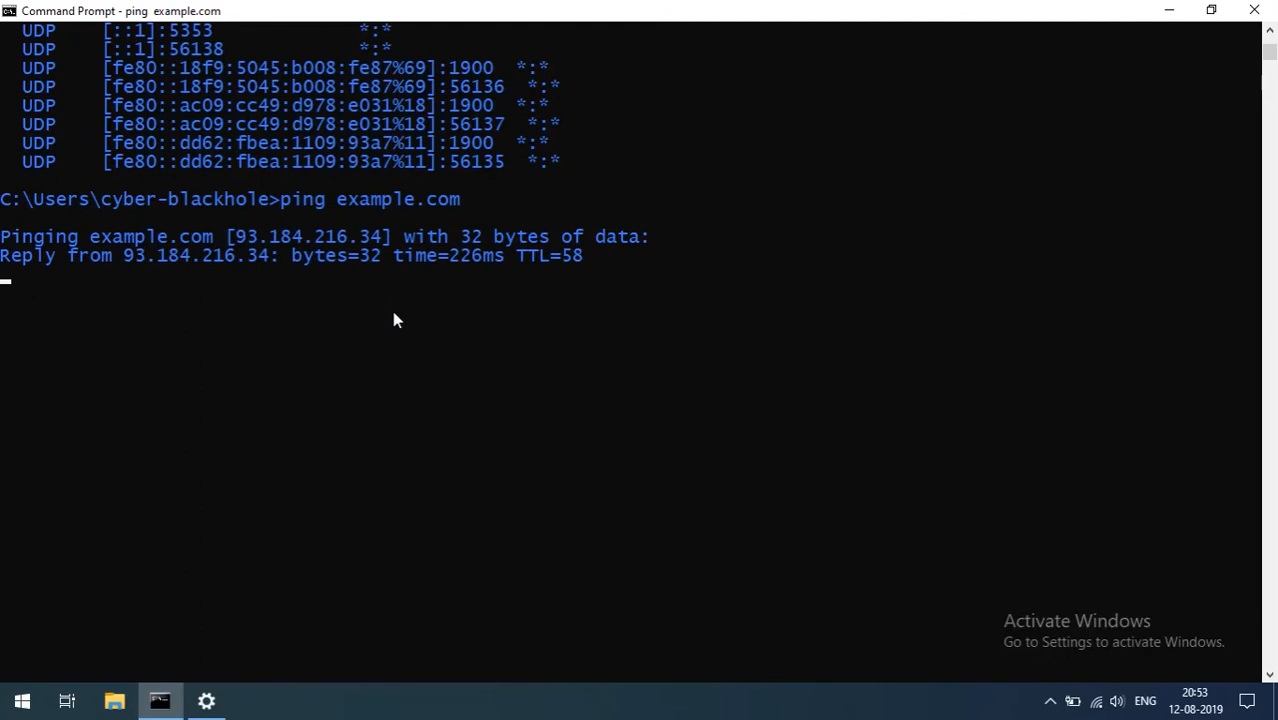 Command Prompt - ping  example.com
UDP    [::1]:5353             *:*
UDP    [::1]:56138            *:*
UDP    [fe80::18f9:5045:b008:fe87%69]:1900  *:*
UDP    [fe80::18f9:5045:b008:fe87%69]:56136  *:*
UDP    [fe80::ac09:cc49:d978:e031%18]:1900  *:*
UDP    [fe80::ac09:cc49:d978:e031%18]:56137  *:*
UDP    [fe80::dd62:fbea:1109:93a7%11]:1900  *:*
UDP    [fe80::dd62:fbea:1109:93a7%11]:56135  *:*
C:\Users\cyber-blackhole>ping example.com
Pinging example.com [93.184.216.34] with 32 bytes of data:
Reply from 93.184.216.34: bytes=32 time=226ms TTL=58
Activate Windows
Go to Settings to activate Windows.
ENG
20:53
12-08-2019